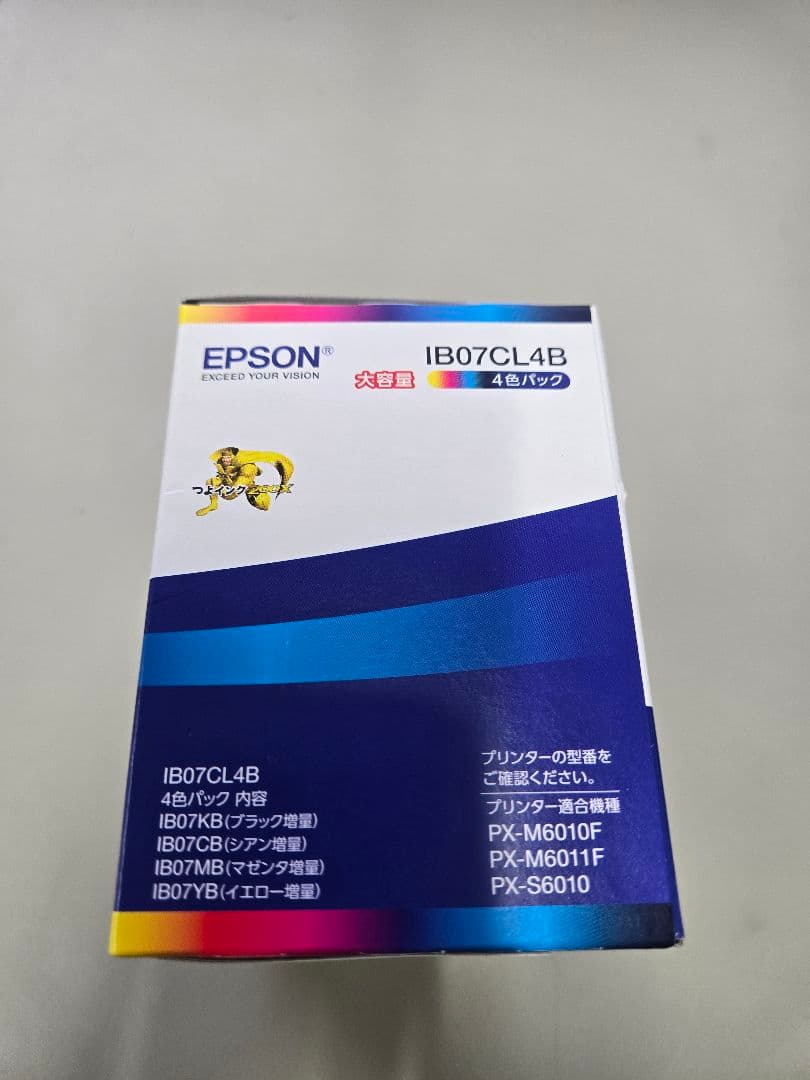 EPSON®
EXCEED YOUR VISION
IB07CL4B
大容量 4色パック
つよインク200X
IB07CL4B
4色パック 内容
IB07KB(ブラック増量)
IB07CB(シアン増量)
IB07MB(マゼンタ増量)
IB07YB(イエロー増量)
プリンターの型番を
ご確認ください。
プリンター適合機種
PX-M6010F
PX-M6011F
PX-S6010